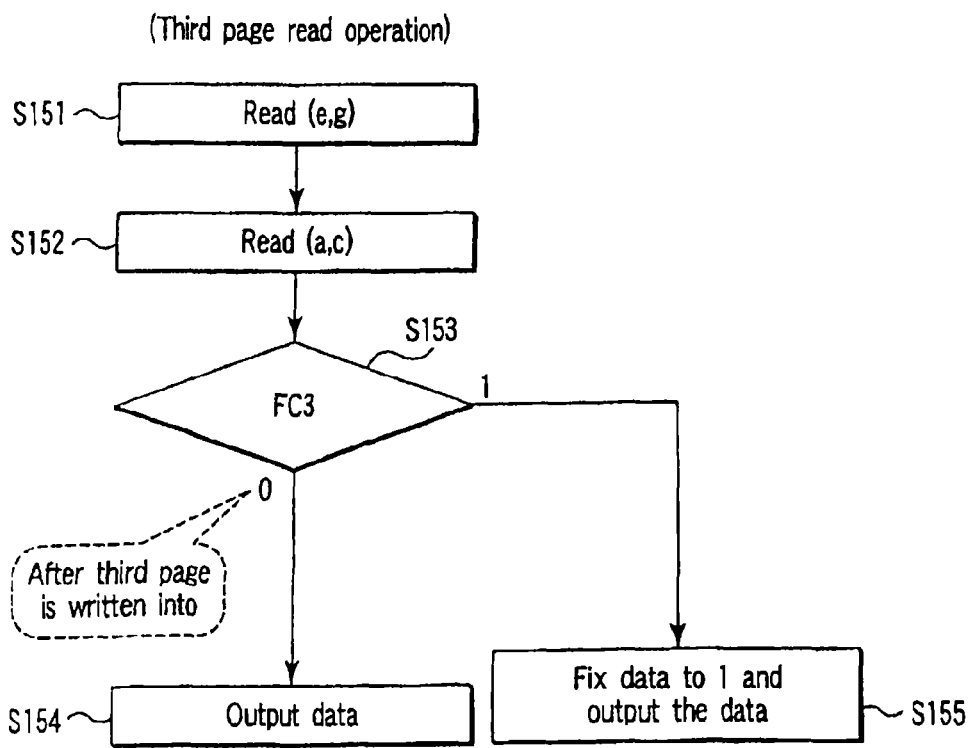 (Third page read operation)
S151
Read (e,g)
S152
Read (a,c)
S153
FC3
1
0
After third page
is written into
S154
Output data
Fix data to 1 and
output the data
S155